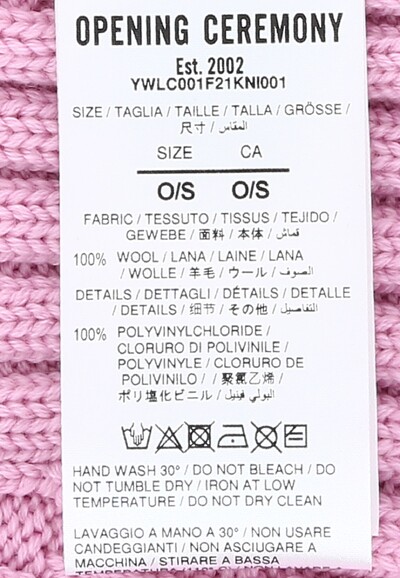 OPENING CEREMONY
Est. 2002
YWLC001F21KNI001
SIZE / TAGLIA / TAILLE / TALLA / GRÖSSE /
尺寸 / المقاس
SIZE CA
O/S O/S
FABRIC / TESSUTO / TISSUS / TEJIDO /
GEWEBE / 面料 / 本体 / قماش
100% WOOL / LANA / LAINE / LANA
/ WOLLE / 羊毛 / ウール / الصوف
DETAILS / DETTAGLI / DÉTAILS / DETALLE
/ DETAILS / 细节 / その他 / التفاصيل
100% POLYVINYLCHLORIDE /
CLORURO DI POLIVINILE /
POLYVINYLE / CLORURO DE
POLIVINILO / / 聚氯乙烯 /
ポリ塩化ビニル / البولي فينيل
HAND WASH 30° / DO NOT BLEACH / DO
NOT TUMBLE DRY / IRON AT LOW
TEMPERATURE / DO NOT DRY CLEAN
LAVAGGIO A MANO A 30° / NON USARE
CANDEGGIANTI / NON ASCIUGARE A
MACCHINA / STIRARE A BASSA